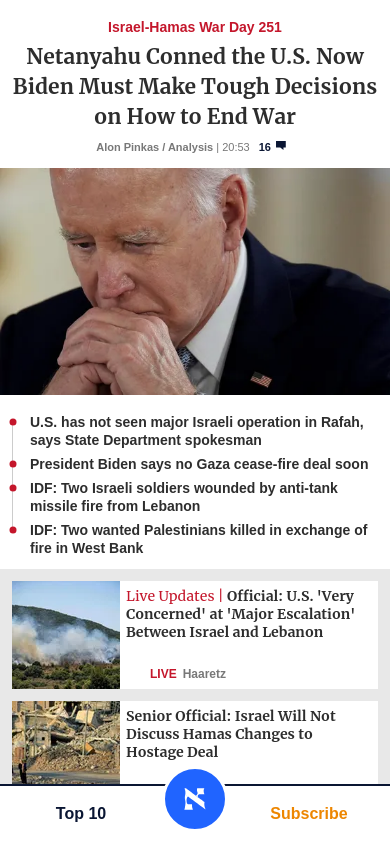 Israel-Hamas War Day 251
Netanyahu Conned the U.S. Now
Biden Must Make Tough Decisions
on How to End War
Alon Pinkas / Analysis | 20:53 16
U.S. has not seen major Israeli operation in Rafah,
says State Department spokesman
President Biden says no Gaza cease-fire deal soon
IDF: Two Israeli soldiers wounded by anti-tank
missile fire from Lebanon
IDF: Two wanted Palestinians killed in exchange of
fire in West Bank
Live Updates | Official: U.S. 'Very
Concerned' at 'Major Escalation'
Between Israel and Lebanon
LIVE Haaretz
Senior Official: Israel Will Not
Discuss Hamas Changes to
Hostage Deal
Top 10
Subscribe